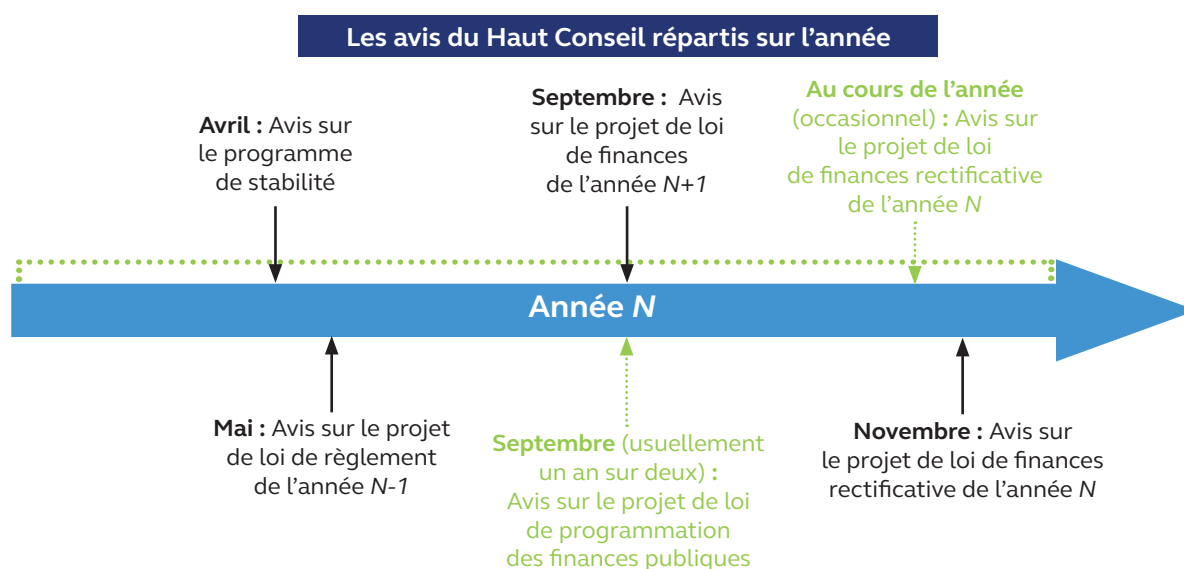 Les avis du Haut Conseil répartis sur l'année
Avril : Avis sur
le programme
de stabilité
Septembre : Avis
sur le projet de loi
de finances
de l'année N+1
Au cours de l'année
(occasionnel) : Avis sur
le projet de loi
de finances rectificative
de l'année N
Année N
Mai : Avis sur le projet
de loi de règlement
de l'année N-1
Septembre (usuellement
un an sur deux) :
Avis sur le projet de loi
de programmation
des finances publiques
Novembre : Avis sur
le projet de loi de finances
rectificative de l'année N